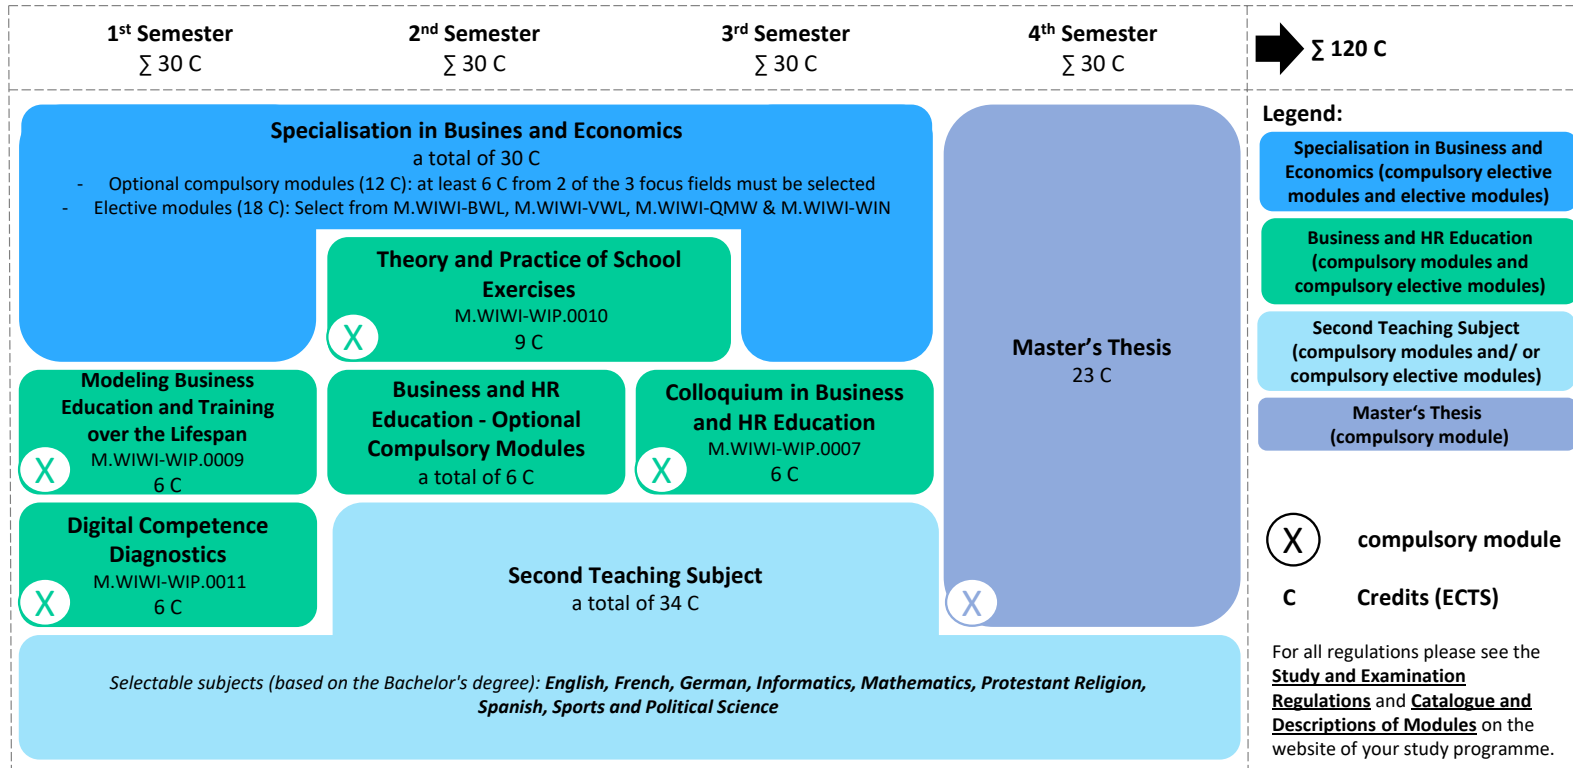 1st Semester
∑ 30 C
2nd Semester
∑ 30 C
3rd Semester
∑ 30 C
4th Semester
∑ 30 C
∑ 120 C
Specialisation in Busines and Economics
a total of 30 C
- Optional compulsory modules (12 C): at least 6 C from 2 of the 3 focus fields must be selected
- Elective modules (18 C): Select from M.WIWI-BWL, M.WIWI-VWL, M.WIWI-QMW & M.WIWI-WIN
Theory and Practice of School
Exercises
M.WIWI-WIP.0010
9 C
X
Modeling Business
Education and Training
over the Lifespan
M.WIWI-WIP.0009
6 C
X
Business and HR
Education - Optional
Compulsory Modules
a total of 6 C
Colloquium in Business
and HR Education
M.WIWI-WIP.0007
6 C
X
Digital Competence
Diagnostics
M.WIWI-WIP.0011
6 C
X
Second Teaching Subject
a total of 34 C
Selectable subjects (based on the Bachelor's degree): English, French, German, Informatics, Mathematics, Protestant Religion,
Spanish, Sports and Political Science
Master's Thesis
23 C
X
Legend:
Specialisation in Business and
Economics (compulsory elective
modules and elective modules)
Business and HR Education
(compulsory modules and
compulsory elective modules)
Second Teaching Subject
(compulsory modules and/ or
compulsory elective modules)
Master‘s Thesis
(compulsory module)
X compulsory module
C Credits (ECTS)
For all regulations please see the
Study and Examination
Regulations and Catalogue and
Descriptions of Modules on the
website of your study programme.